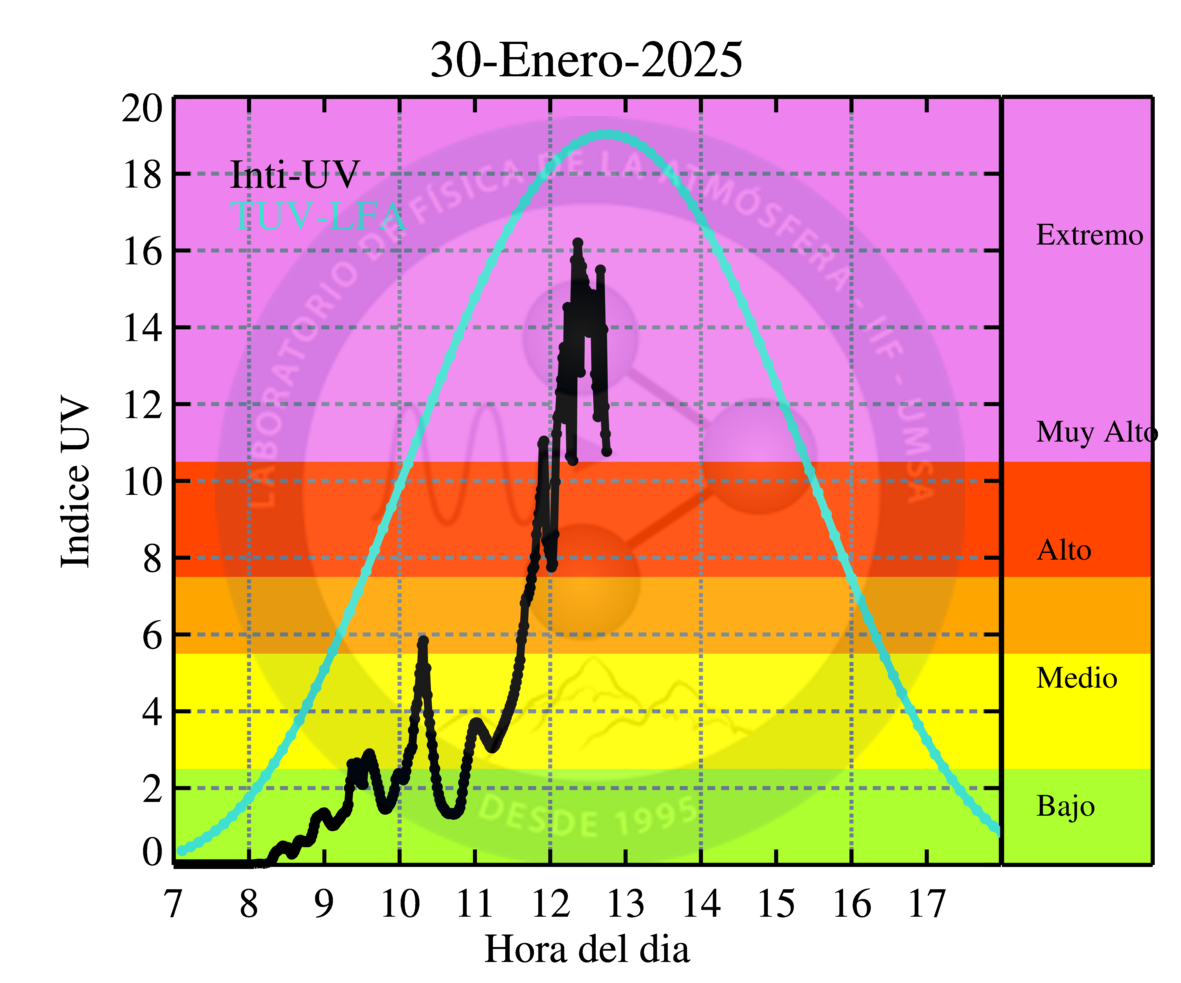 30-Enero-2025
Inti-UV
TUV-LFA
LABORATORIO DE FÍSICA DE LA ATMÓSFERA - IIF - UMSA
DESDE 1995
Indice UV
20
18
16
14
12
10
8
6
4
2
0
Extremo
Muy Alto
Alto
Medio
Bajo
7 8 9 10 11 12 13 14 15 16 17
Hora del dia